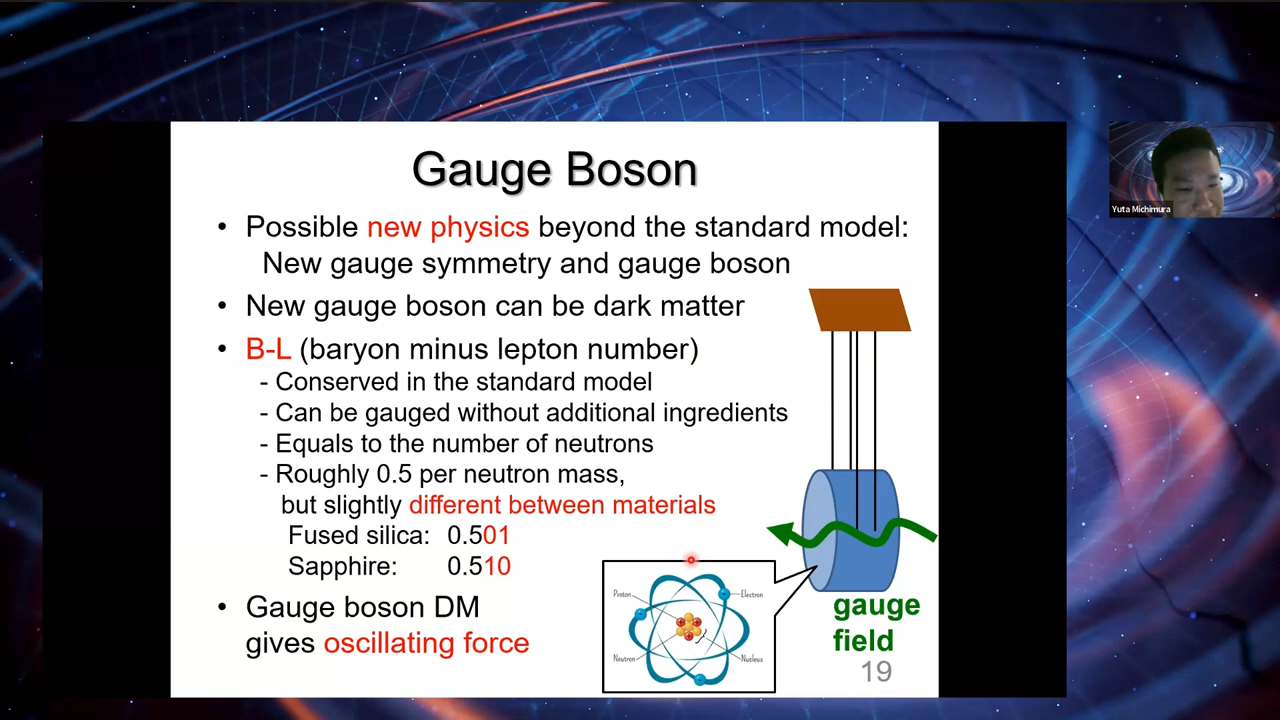 Gauge Boson
• Possible new physics beyond the standard model:
New gauge symmetry and gauge boson
• New gauge boson can be dark matter
• B-L (baryon minus lepton number)
- Conserved in the standard model
- Can be gauged without additional ingredients
- Equals to the number of neutrons
- Roughly 0.5 per neutron mass,
but slightly different between materials
Fused silica: 0.501
Sapphire: 0.510
• Gauge boson DM
gives oscillating force
Proton
Electron
Neutron
Nucleus
gauge
field
19
Yuta Michimura